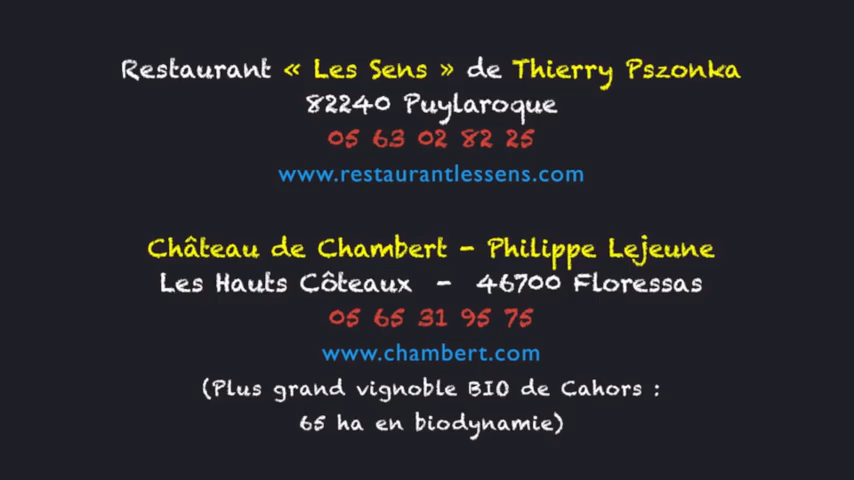 Restaurant « Les Sens » de Thierry Pszonka
82240 Puylaroque
05 63 02 82 25
www.restaurantlessens.com
Château de Chambert - Philippe Lejeune
Les Hauts Côteaux - 46700 Floressas
05 65 31 95 75
www.chambert.com
(Plus grand vignoble BIO de Cahors :
65 ha en biodynamie)